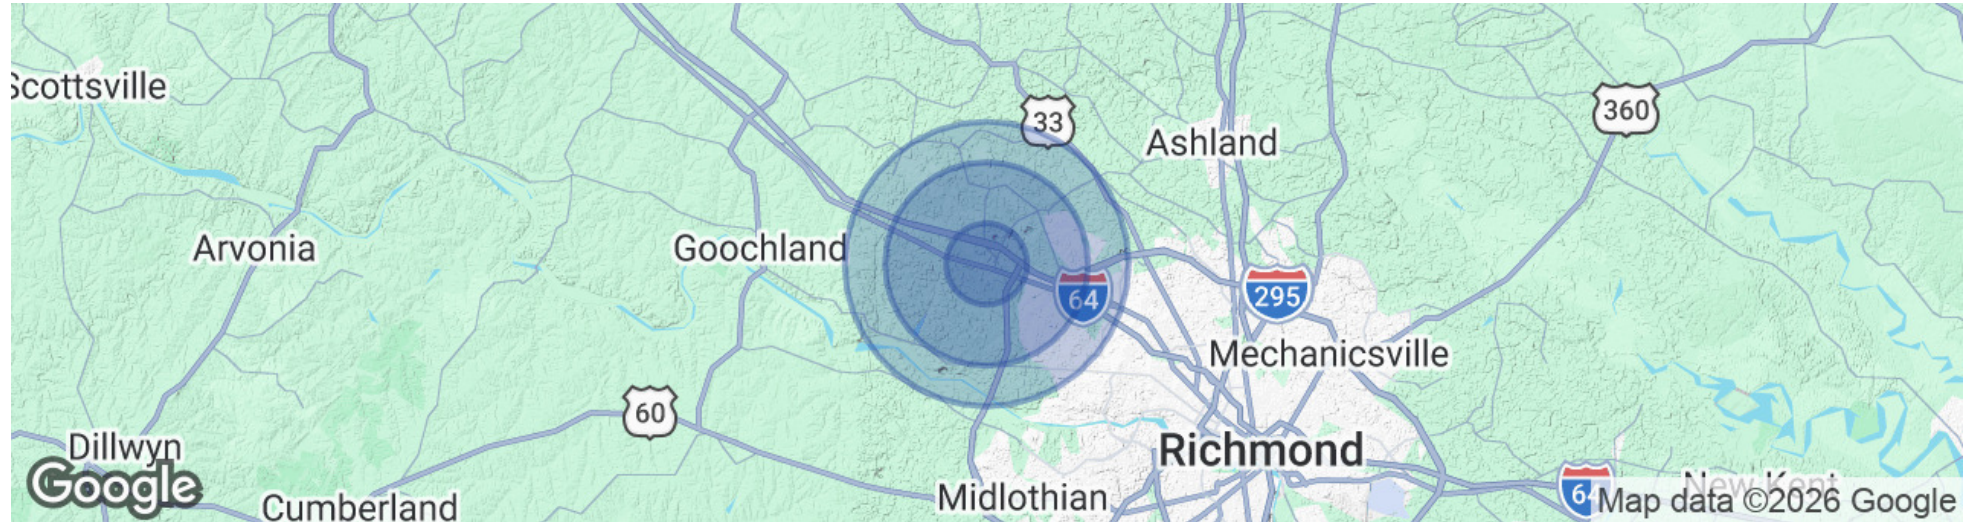 Scottsville
33
360
Ashland
Arvonia
Goochland
64
295
Mechanicsville
60
Dillwyn
Richmond
Google
Cumberland
Midlothian
64
New Kent
Map data ©2026 Google